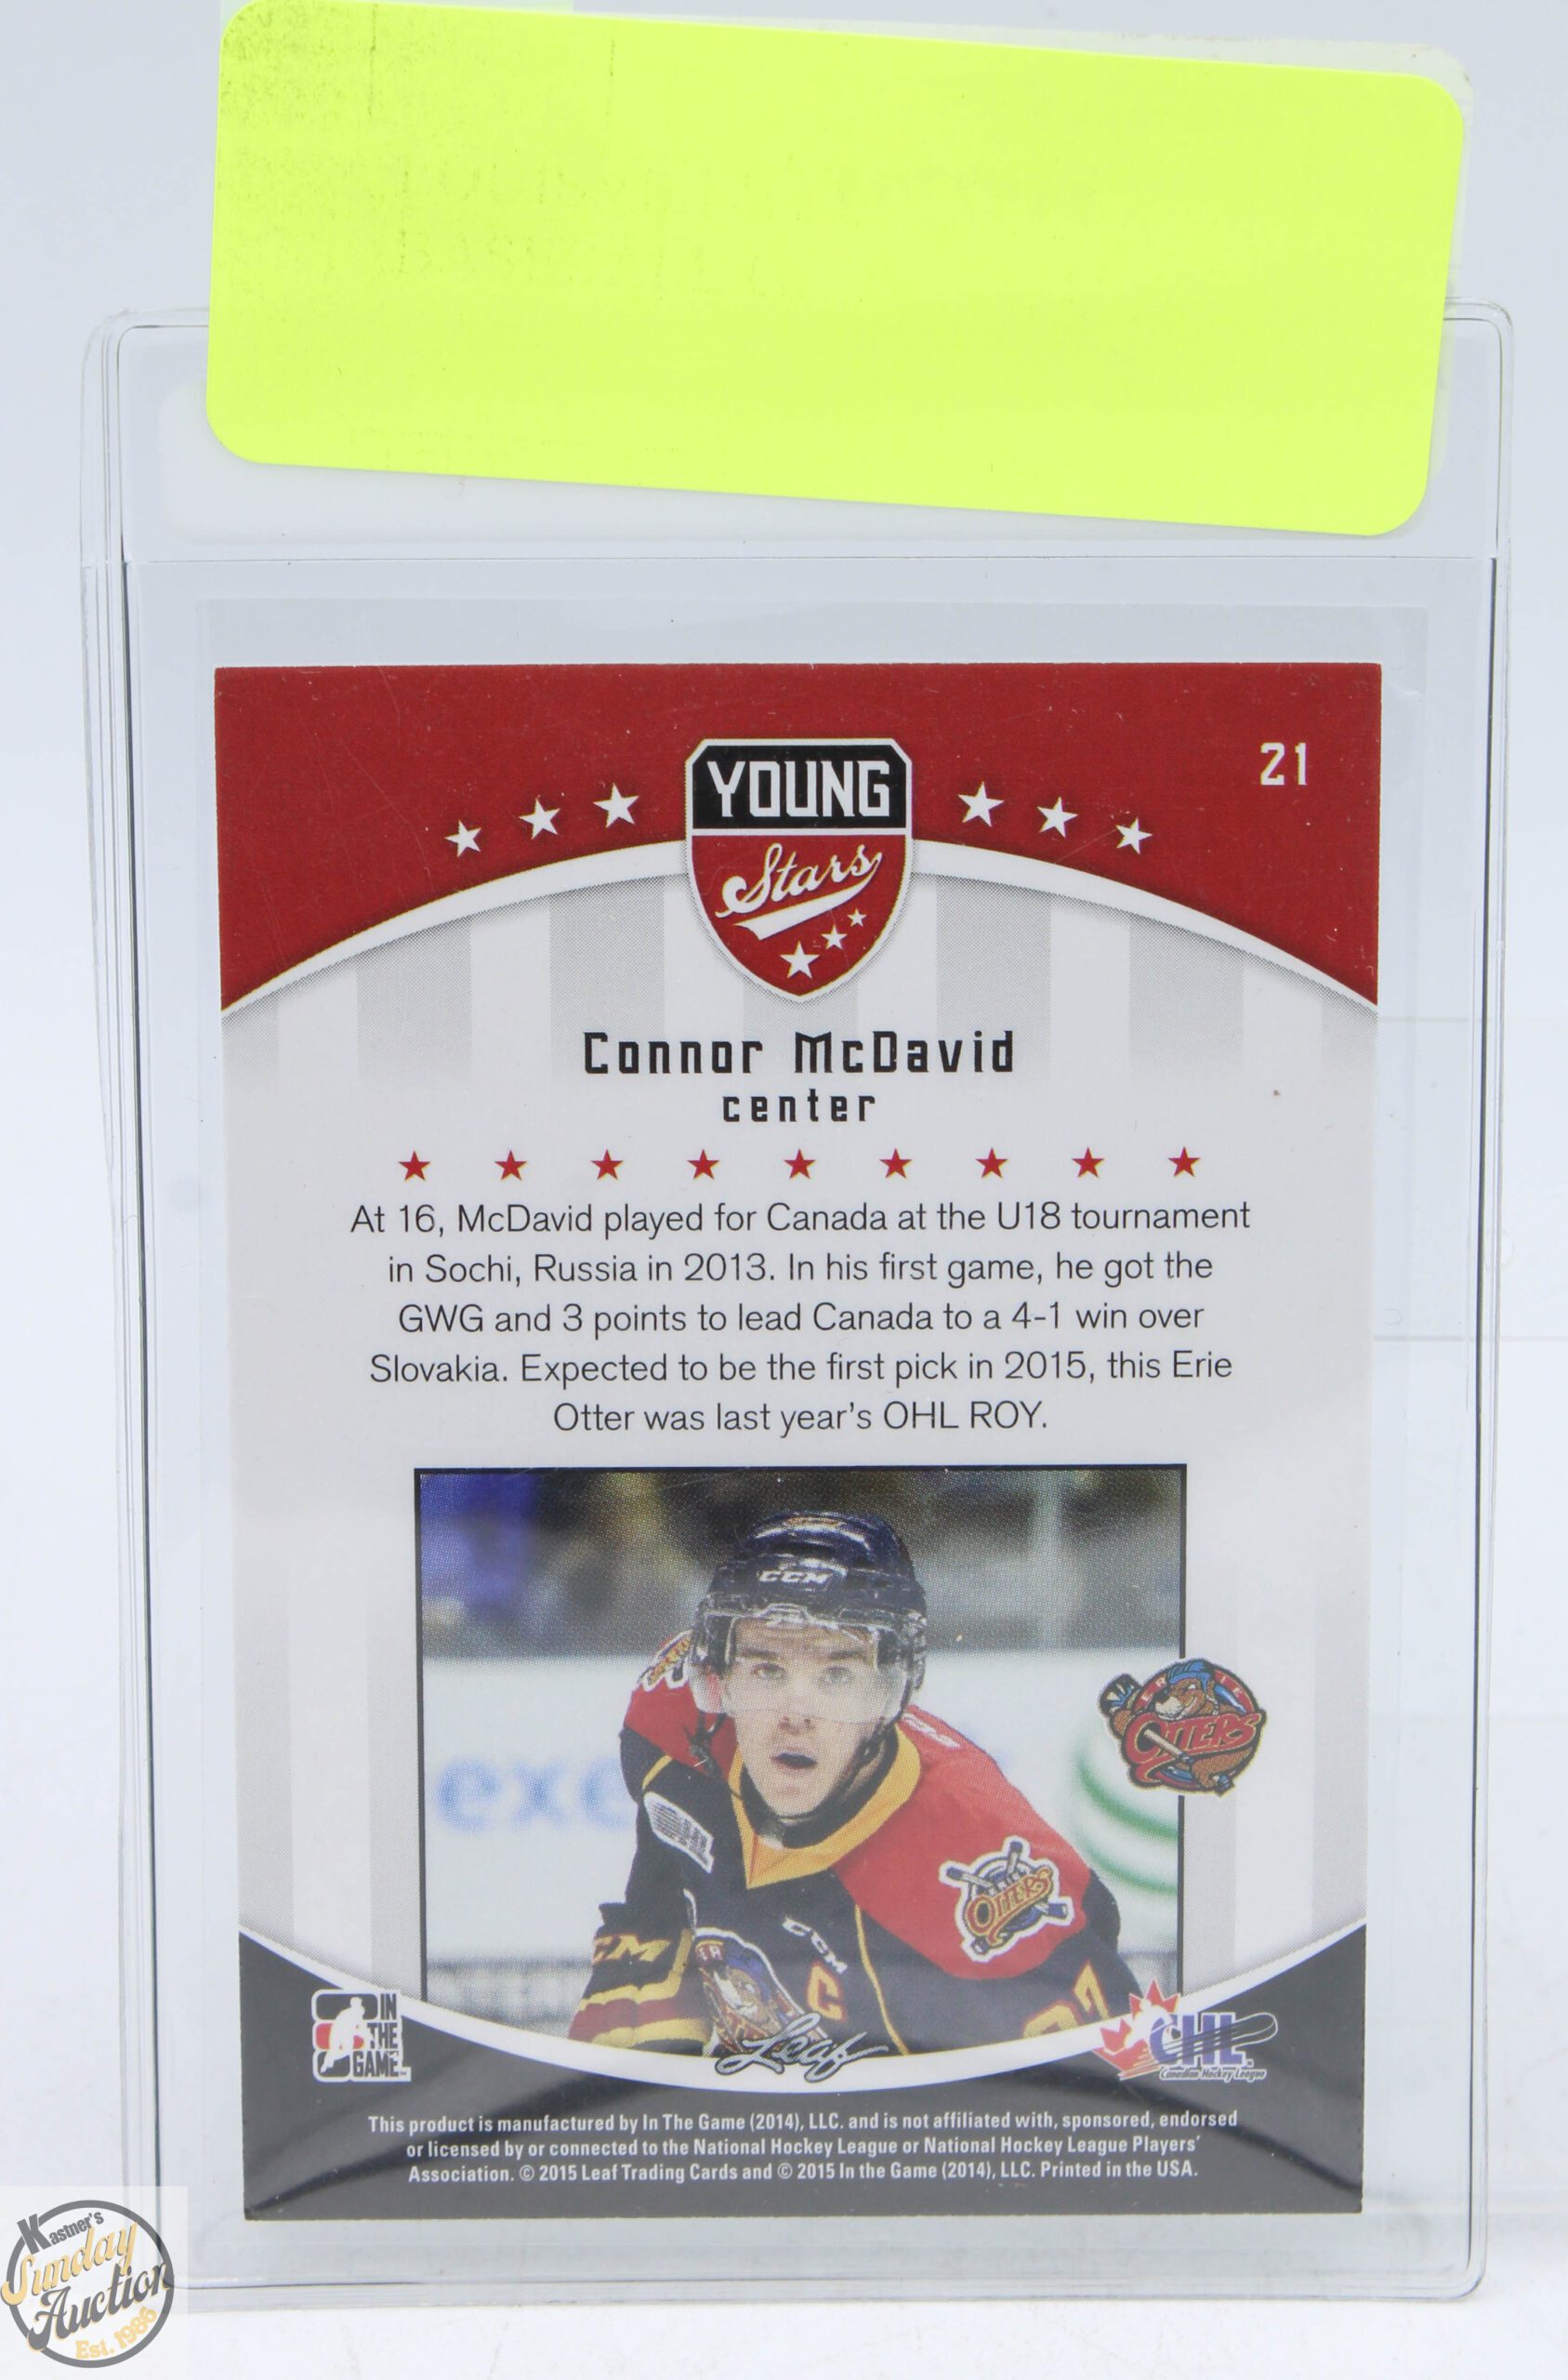 21
YOUNG
Stars
Connor McDavid
center
At 16, McDavid played for Canada at the U18 tournament
in Sochi, Russia in 2013. In his first game, he got the
GWG and 3 points to lead Canada to a 4-1 win over
Slovakia. Expected to be the first pick in 2015, this Erie
Otter was last year's OHL ROY.
CCM
exe
ERIE
OTTERS
OHL
ERIE
OTTERS
CCM
CCM
C
IN
THE
GAME
Leaf
CHL
Canadian Hockey League
This product is manufactured by In The Game (2014), LLC. and is not affiliated with, sponsored, endorsed
or licensed by or connected to the National Hockey League or National Hockey League Players'
Association. © 2015 Leaf Trading Cards and © 2015 In the Game (2014), LLC. Printed in the USA.
Kastner's
Sunday
Auction
Est. 1986